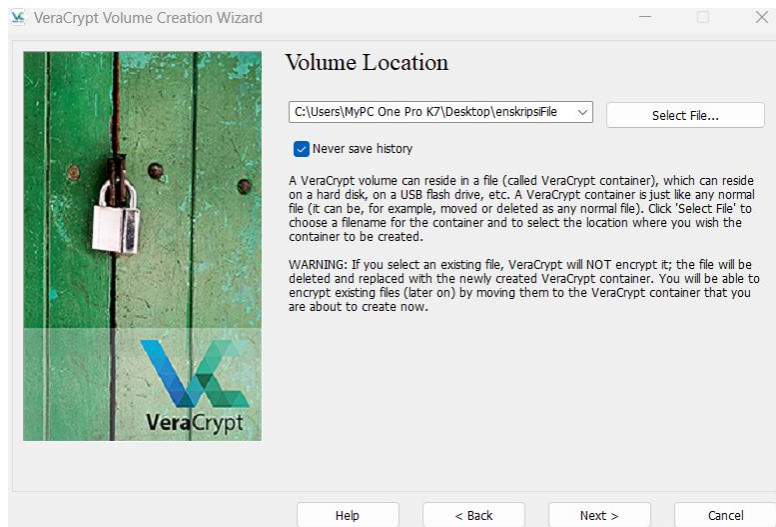 VeraCrypt Volume Creation Wizard
Volume Location
C:\Users\MyPC One Pro K7\Desktop\enskripsiFile
Select File...
Never save history
A VeraCrypt volume can reside in a file (called VeraCrypt container), which can reside
on a hard disk, on a USB flash drive, etc. A VeraCrypt container is just like any normal
file (it can be, for example, moved or deleted as any normal file). Click 'Select File' to
choose a filename for the container and to select the location where you wish the
container to be created.
WARNING: If you select an existing file, VeraCrypt will NOT encrypt it; the file will be
deleted and replaced with the newly created VeraCrypt container. You will be able to
encrypt existing files (later on) by moving them to the VeraCrypt container that you
are about to create now.
VeraCrypt
Help
< Back
Next >
Cancel